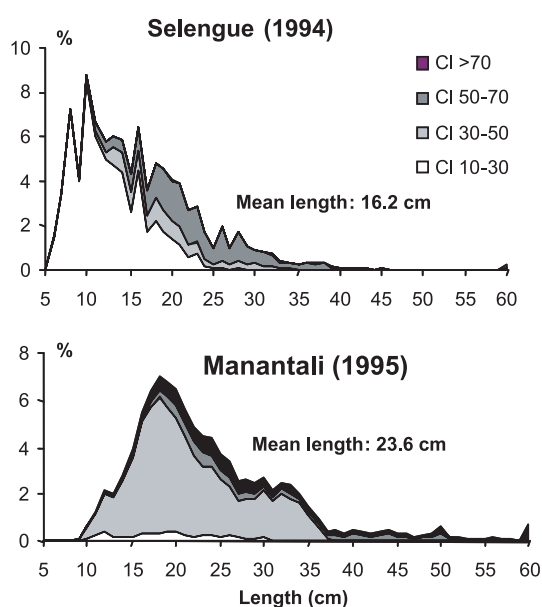 Selengue (1994)
%
10
8
6
4
2
0
CI >70
CI 50-70
CI 30-50
CI 10-30
Mean length: 16.2 cm
5 10 15 20 25 30 35 40 45 50 55 60
Manantali (1995)
%
8
6
4
2
0
Mean length: 23.6 cm
5 10 15 20 25 30 35 40 45 50 55 60
Length (cm)